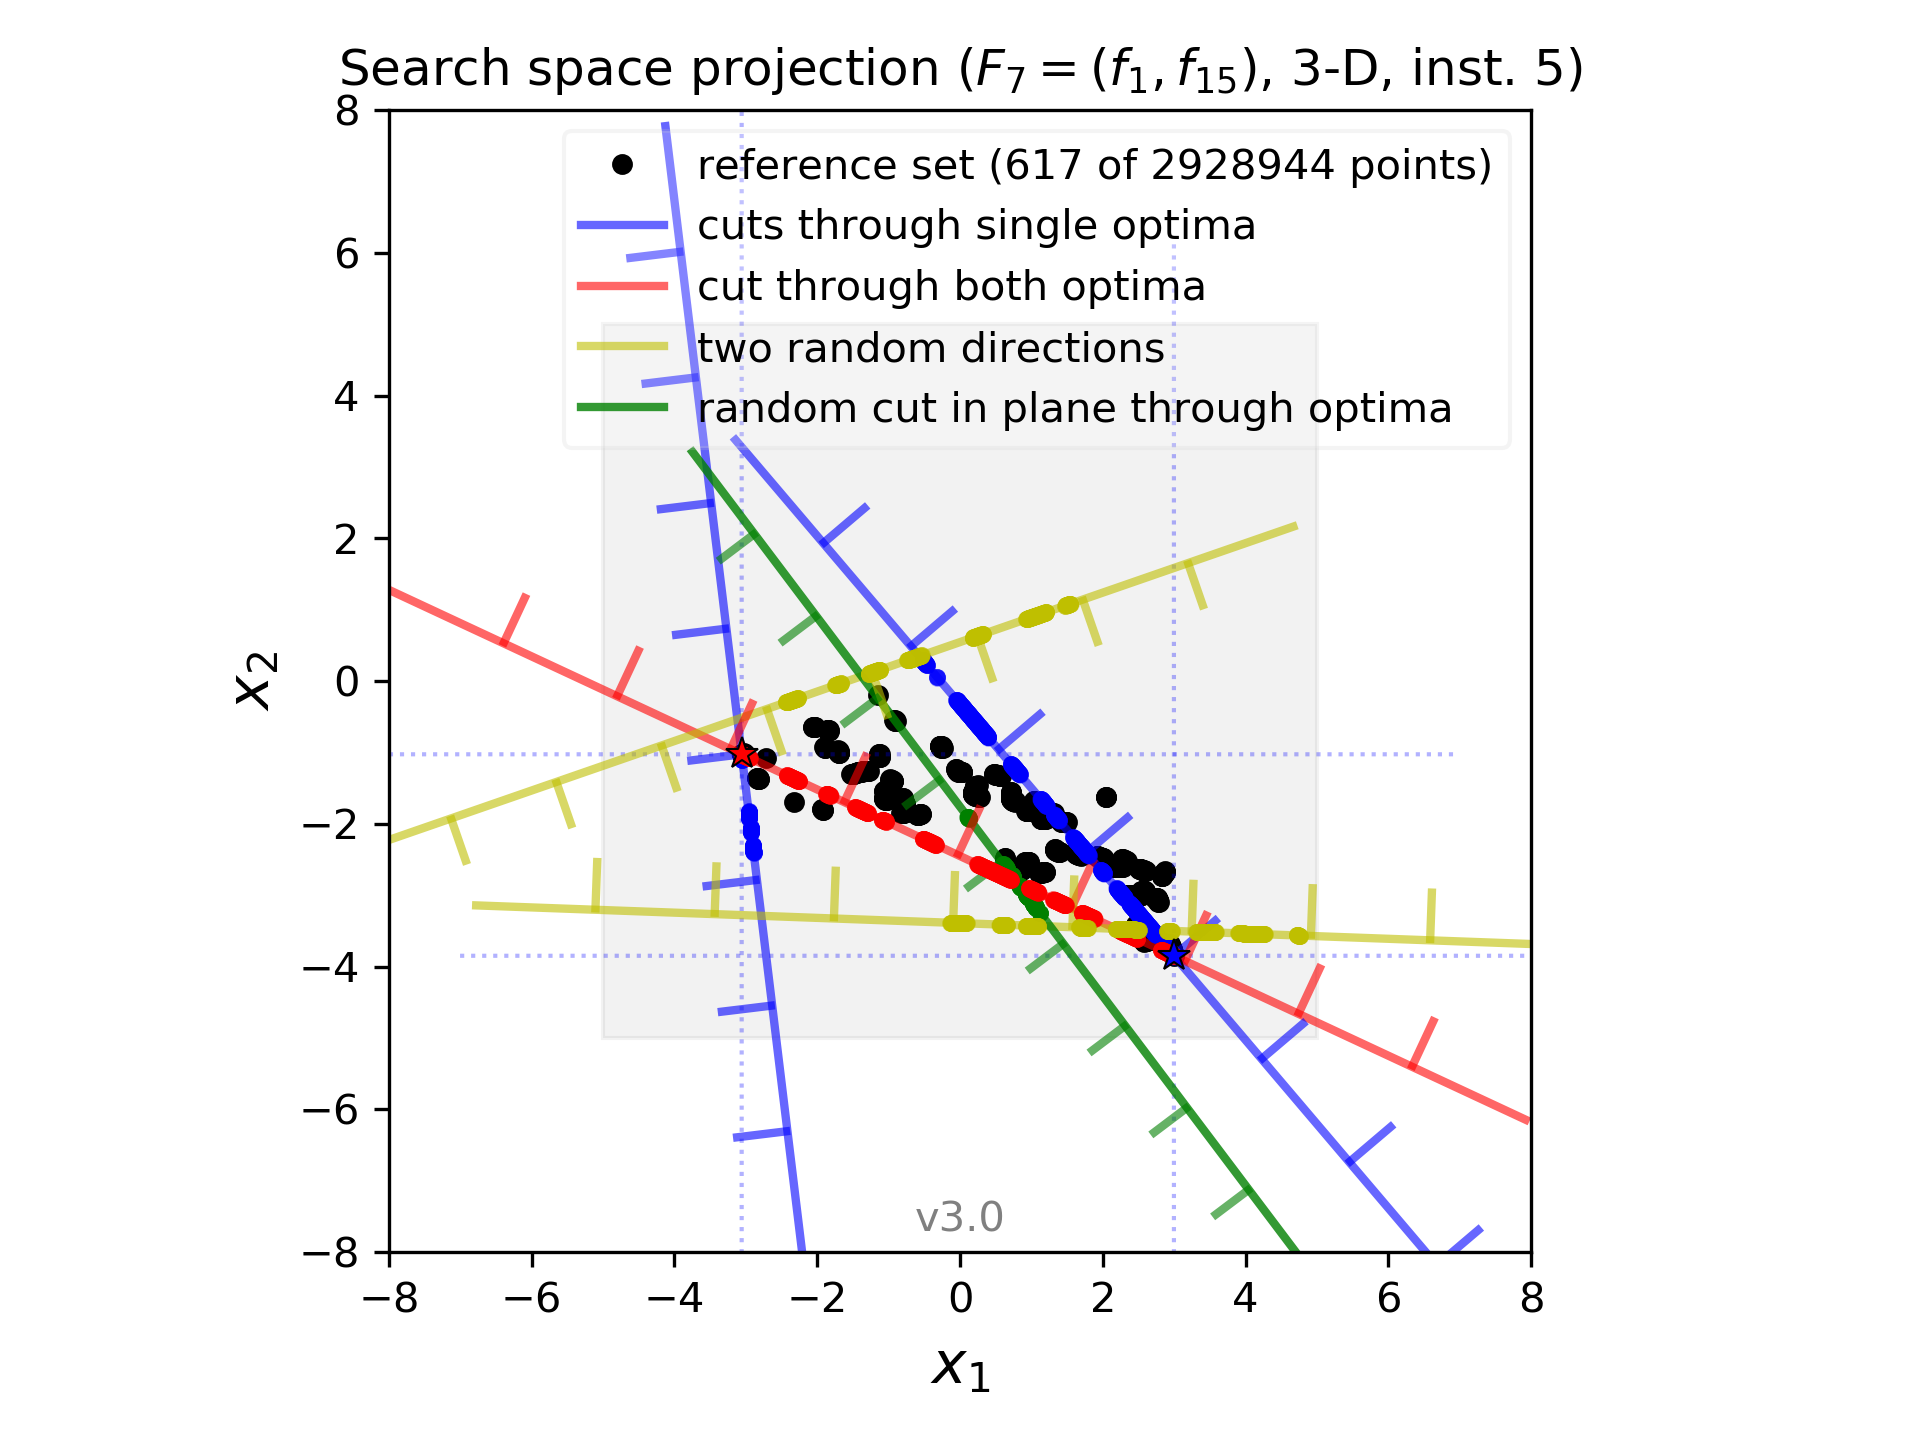 Search space projection (F₇ = (f₁, f₁₅), 3-D, inst. 5)
reference set (617 of 2928944 points)
cuts through single optima
cut through both optima
two random directions
random cut in plane through optima
8
6
4
2
0
−2
−4
−6
−8
x₂
v3.0
−8 −6 −4 −2 0 2 4 6 8
x₁